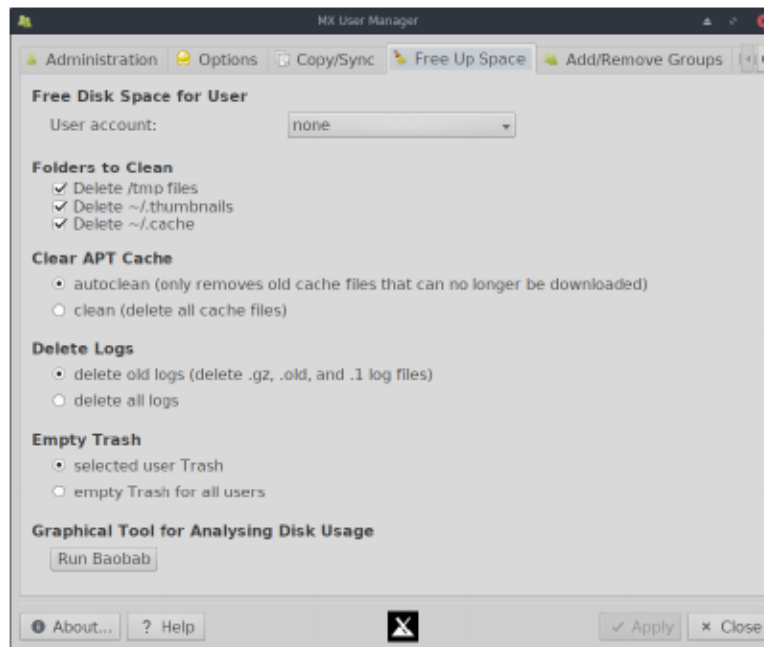 MX User Manager
Administration Options Copy/Sync Free Up Space Add/Remove Groups
Free Disk Space for User
User account: none
Folders to Clean
Delete /tmp files
Delete ~/.thumbnails
Delete ~/.cache
Clear APT Cache
autoclean (only removes old cache files that can no longer be downloaded)
clean (delete all cache files)
Delete Logs
delete old logs (delete .gz, .old, and .1 log files)
delete all logs
Empty Trash
selected user Trash
empty Trash for all users
Graphical Tool for Analysing Disk Usage
Run Baobab
About... ? Help Apply Close